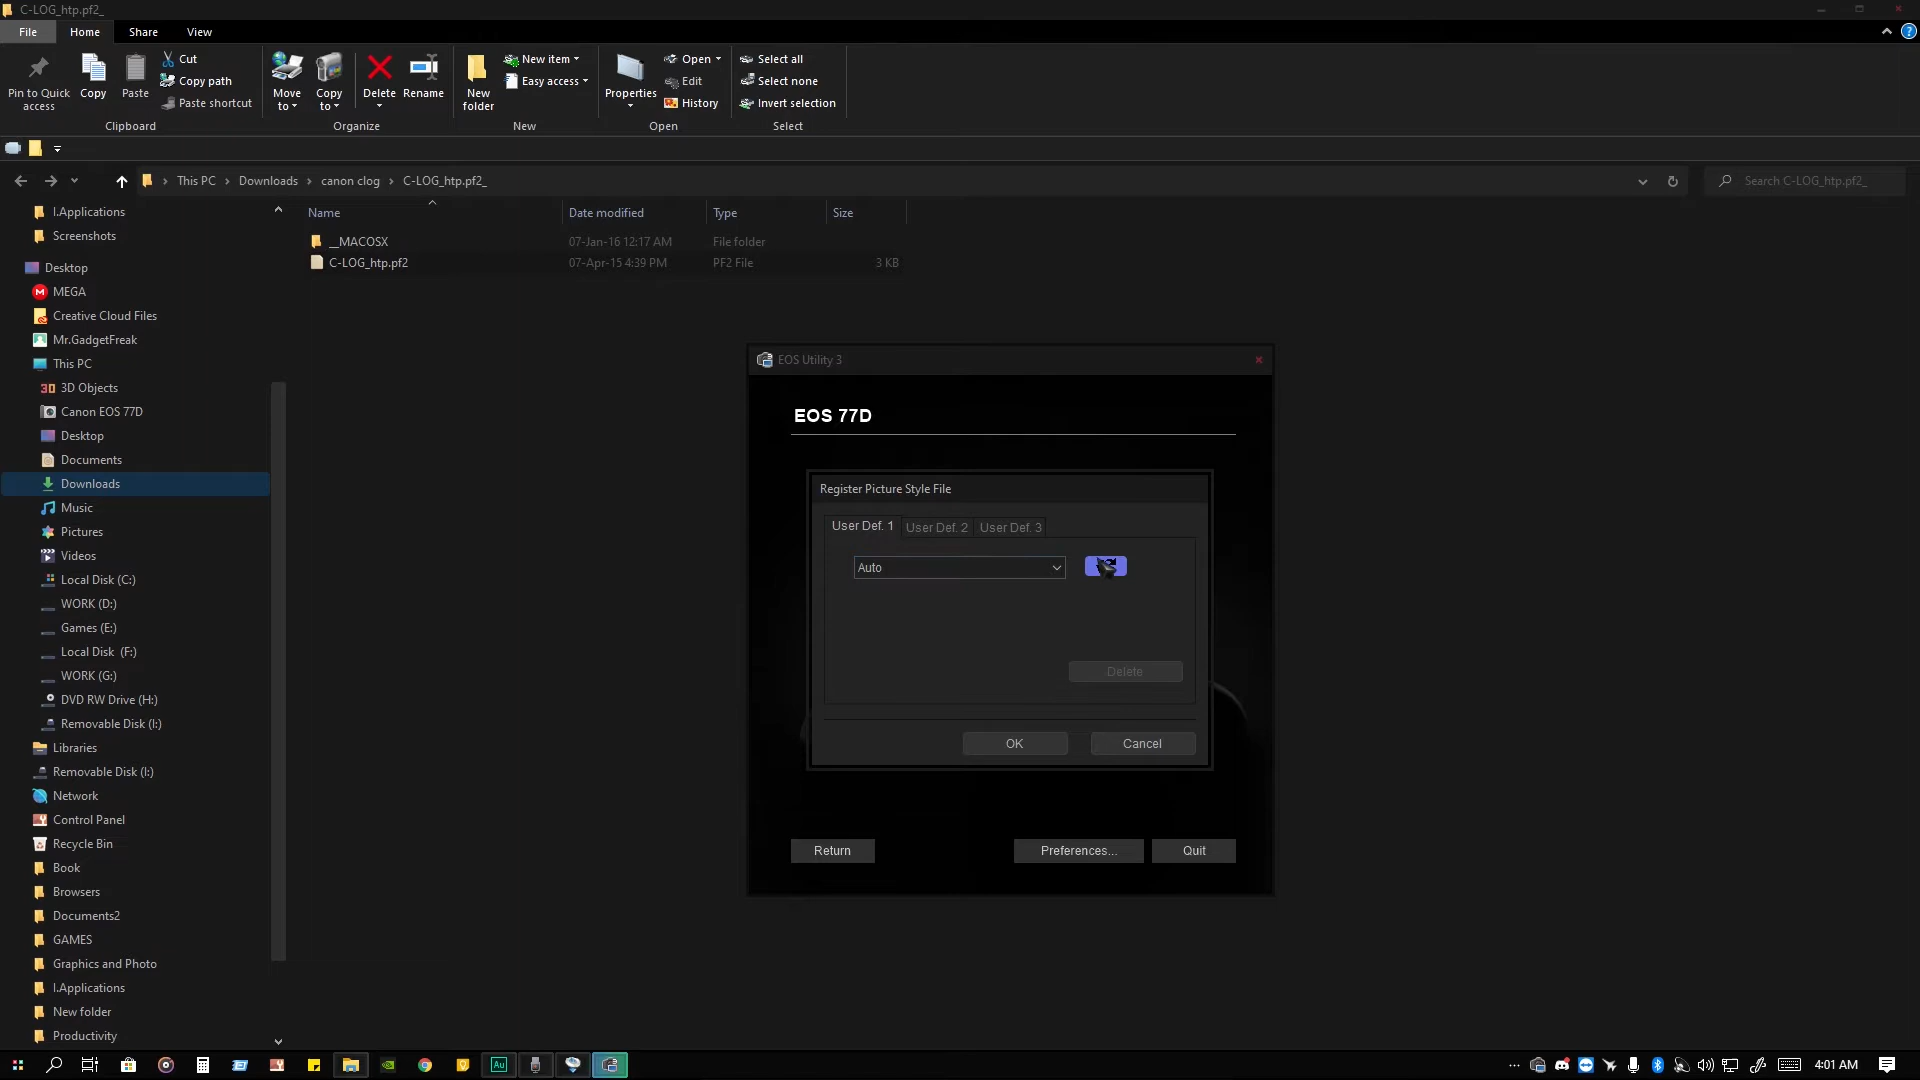 C-LOG_htp.pf2_
File
Home
Share
View
Pin to Quick
access
Copy
Paste
Cut
Copy path
Paste shortcut
Clipboard
Move
to
Copy
to
Delete
Rename
Organize
New
folder
New item
Easy access
New
Properties
Open
Edit
History
Open
Select all
Select none
Invert selection
Select
This PC > Downloads > canon clog > C-LOG_htp.pf2_
Search C-LOG_htp.pf2_
I.Applications
Screenshots
Desktop
MEGA
Creative Cloud Files
Mr.GadgetFreak
This PC
3D Objects
Canon EOS 77D
Desktop
Documents
Downloads
Music
Pictures
Videos
Local Disk (C:)
WORK (D:)
Games (E:)
Local Disk (F:)
WORK (G:)
DVD RW Drive (H:)
Removable Disk (I:)
Libraries
Removable Disk (I:)
Network
Control Panel
Recycle Bin
Book
Browsers
Documents2
GAMES
Graphics and Photo
I.Applications
New folder
Productivity
Name Date modified Type Size
__MACOSX 07-Jan-16 12:17 AM File folder
C-LOG_htp.pf2 07-Apr-15 4:39 PM PF2 File 3 KB
EOS Utility 3
EOS 77D
Register Picture Style File
User Def. 1 User Def. 2 User Def. 3
Auto
Delete
OK Cancel
Return Preferences... Quit
Au
4:01 AM